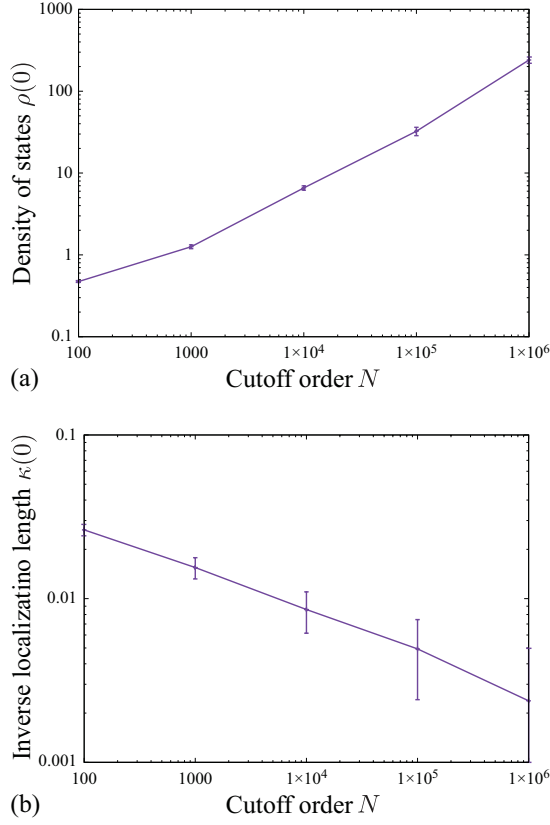 1000
100
10
1
0.1
Density of states ρ(0)
100 1000 1×10⁴ 1×10⁵ 1×10⁶
Cutoff order N
(a)
0.1
0.01
0.001
Inverse localizatino length κ(0)
100 1000 1×10⁴ 1×10⁵ 1×10⁶
Cutoff order N
(b)